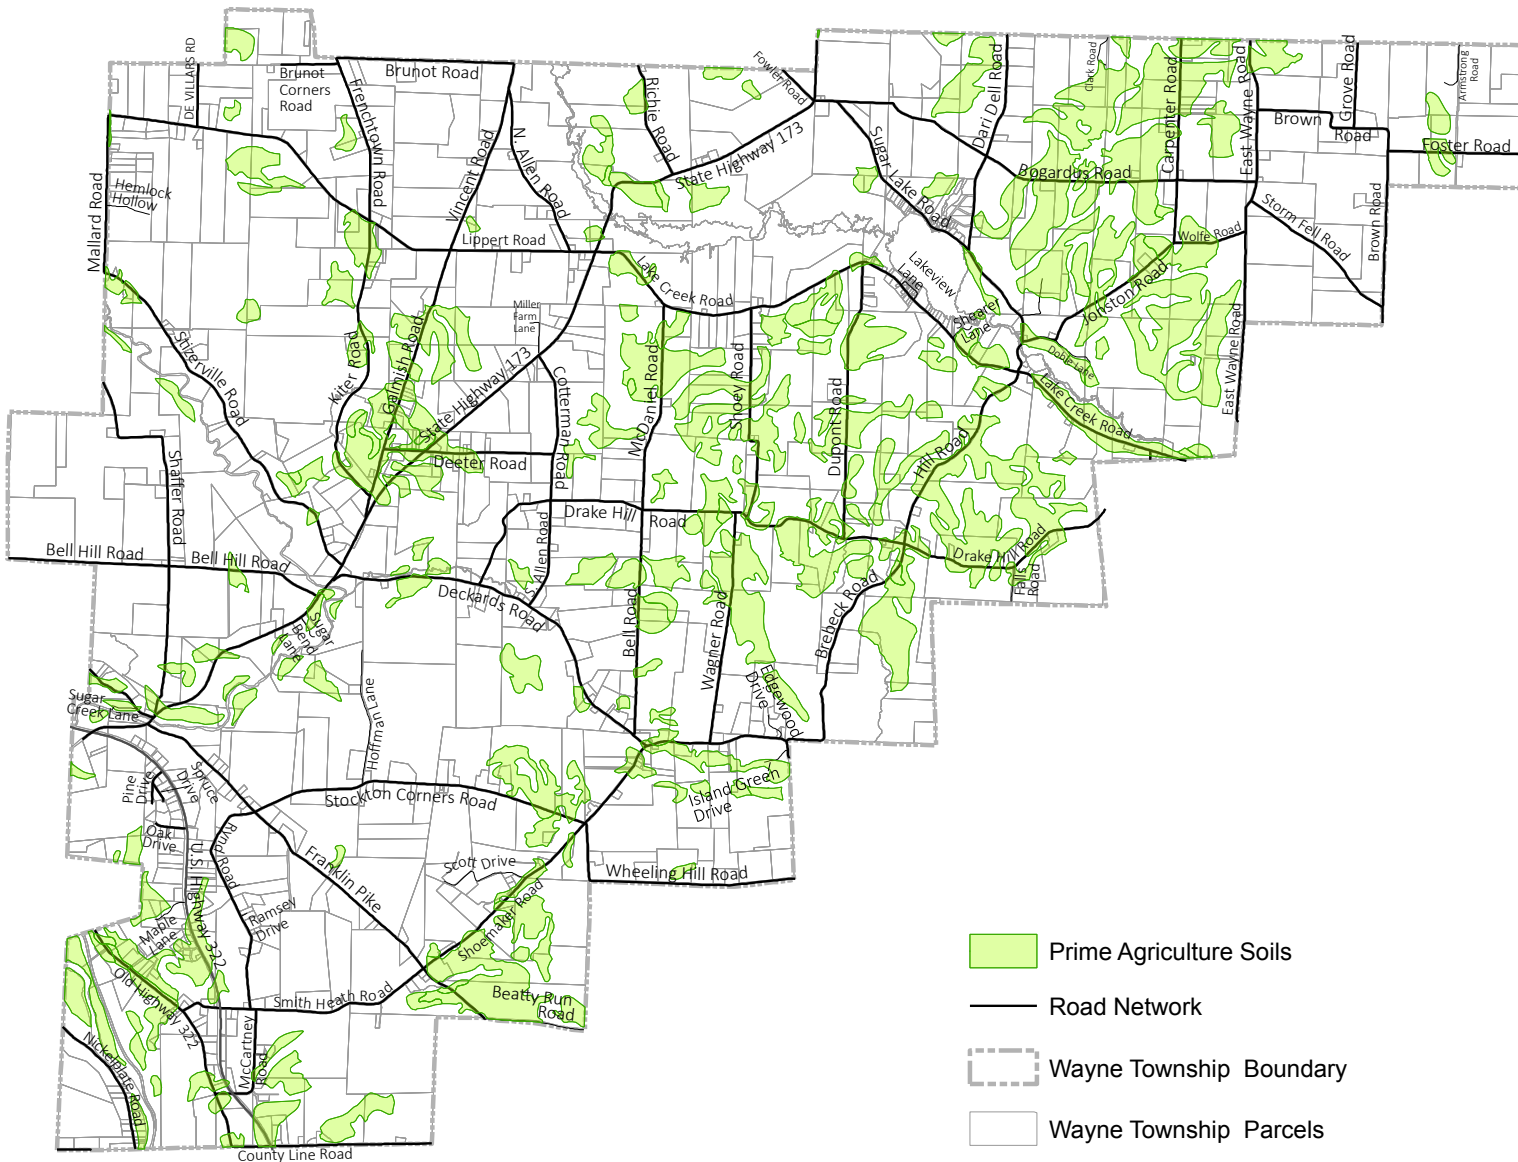 DE VILLARS RD
Brunot
Corners
Road
Brunot Road
Frenchtown Road
Vincent Road
N. Allen Road
Richie Road
Fowler Road
State Highway 173
Sugar Lake Road
Dari Dell Road
Clark Road
Carpenter Road
East Wayne Road
Grove Road
Armstrong
Road
Brown
Road
Foster Road
Bogardus Road
Mallard Road
Hemlock
Hollow
Lippert Road
Lake Creek Road
Lakeview
Lane
Wolfe Road
Storm Fell Road
Brown Road
Jonston Road
Shearer
Lane
Doble Lane
East Wayne Road
Miller
Farm
Lane
Stizerville Road
Kiter Road
Gamish Road
State Highway 173
Cotterman Road
McDaniel Road
Shoey Road
Dupont Road
Hill Road
Lake Creek Road
Deeter Road
Shaffer Road
Drake Hill
Road
Bell Hill Road
Bell Hill Road
S. Allen Road
Deckards Road
Drake Hill Road
Falls
Road
Sugar
Bend
Lane
Bell Road
Wagner Road
Brebeck Road
Edgewood
Drive
Sugar
Creek Lane
Hoffman Lane
Pine
Drive
Spruce
Drive
Oak
Drive
Stockton Corners Road
Island Green
Drive
Rynd Road
U.S. Highway 322
Franklin Pike
Scott Drive
Wheeling Hill Road
Maple
Lane
Ramsey
Drive
Shoemaker Road
Old Highway 322
Smith Heath Road
Beatty Run
Road
Nickelplate Road
McCartney
Road
County Line Road
Prime Agriculture Soils
Road Network
Wayne Township Boundary
Wayne Township Parcels